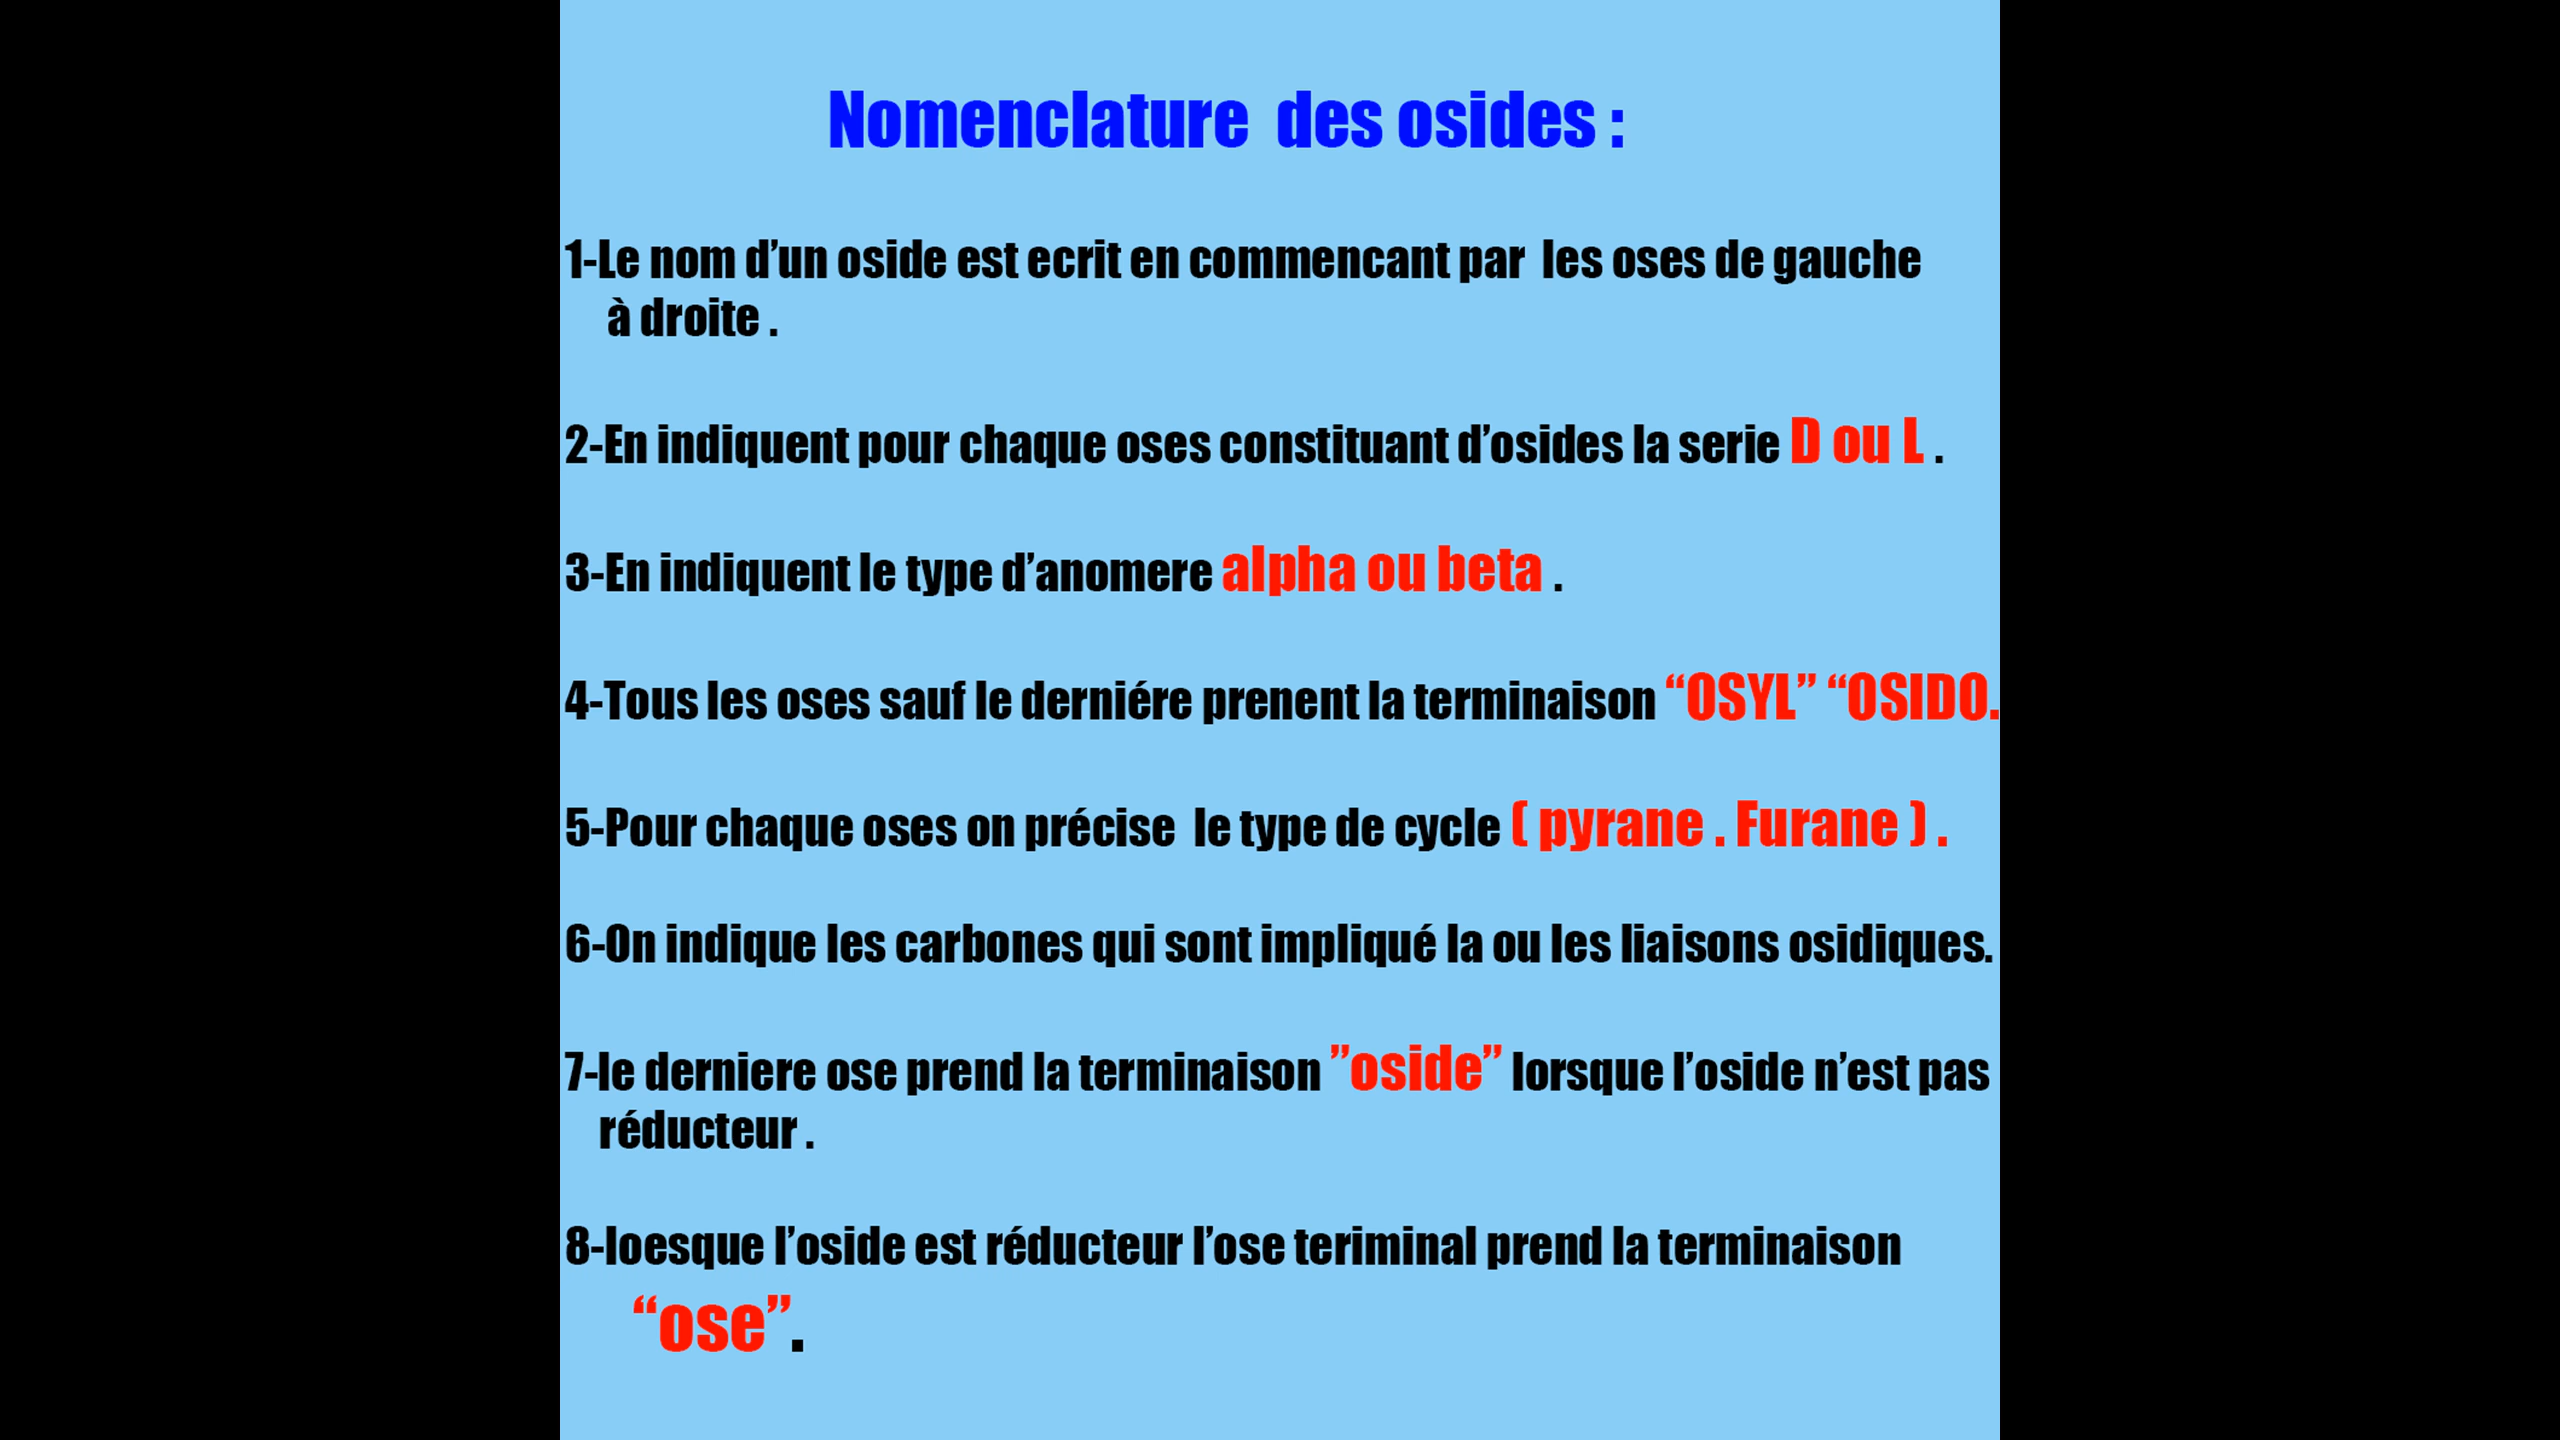 Nomenclature des osides :
1-Le nom d’un oside est ecrit en commencant par les oses de gauche
à droite .
2-En indiquent pour chaque oses constituant d’osides la serie D ou L .
3-En indiquent le type d’anomere alpha ou beta .
4-Tous les oses sauf le derniére prenent la terminaison “OSYL” “OSIDO.
5-Pour chaque oses on précise le type de cycle ( pyrane . Furane ) .
6-On indique les carbones qui sont impliqué la ou les liaisons osidiques.
7-le derniere ose prend la terminaison ”oside” lorsque l’oside n’est pas
réducteur .
8-loesque l’oside est réducteur l’ose teriminal prend la terminaison
“ose”.